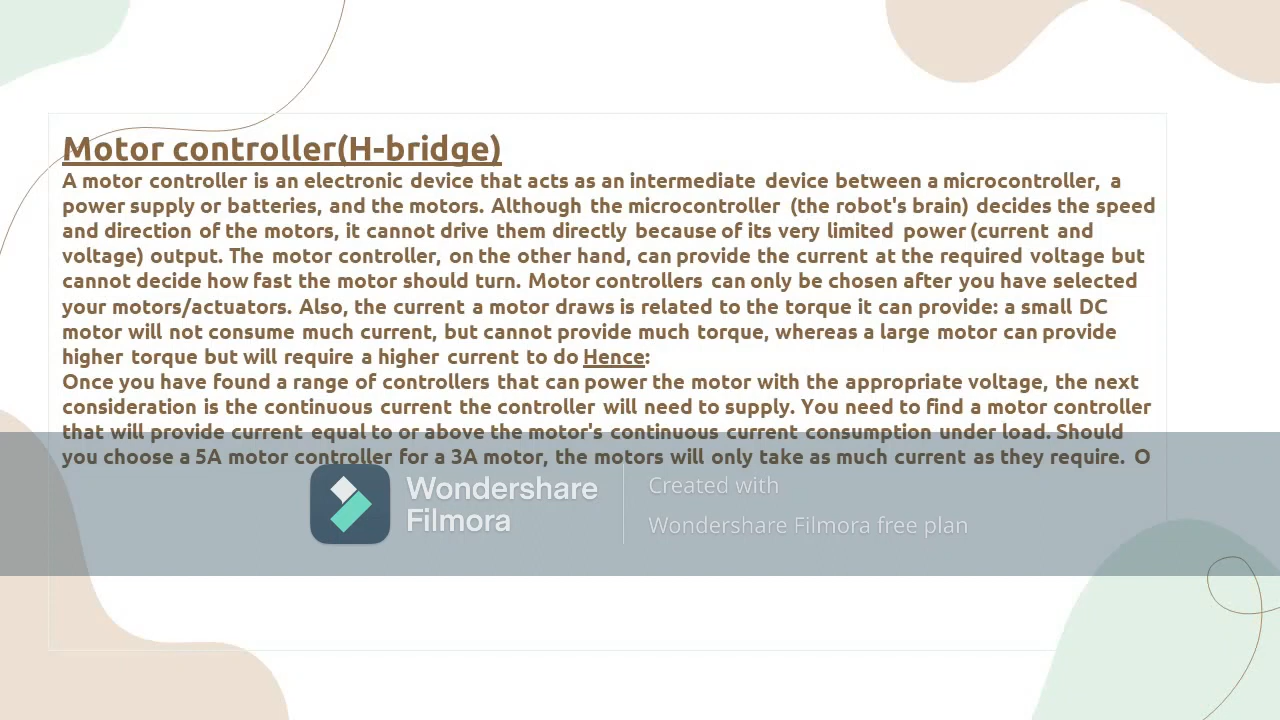 Motor controller(H-bridge)
A motor controller is an electronic device that acts as an intermediate device between a microcontroller, a
power supply or batteries, and the motors. Although the microcontroller (the robot's brain) decides the speed
and direction of the motors, it cannot drive them directly because of its very limited power (current and
voltage) output. The motor controller, on the other hand, can provide the current at the required voltage but
cannot decide how fast the motor should turn. Motor controllers can only be chosen after you have selected
your motors/actuators. Also, the current a motor draws is related to the torque it can provide: a small DC
motor will not consume much current, but cannot provide much torque, whereas a large motor can provide
higher torque but will require a higher current to do Hence:
Once you have found a range of controllers that can power the motor with the appropriate voltage, the next
consideration is the continuous current the controller will need to supply. You need to find a motor controller
that will provide current equal to or above the motor's continuous current consumption under load. Should
you choose a 5A motor controller for a 3A motor, the motors will only take as much current as they require. O
Wondershare
Filmora
Created with
Wondershare Filmora free plan